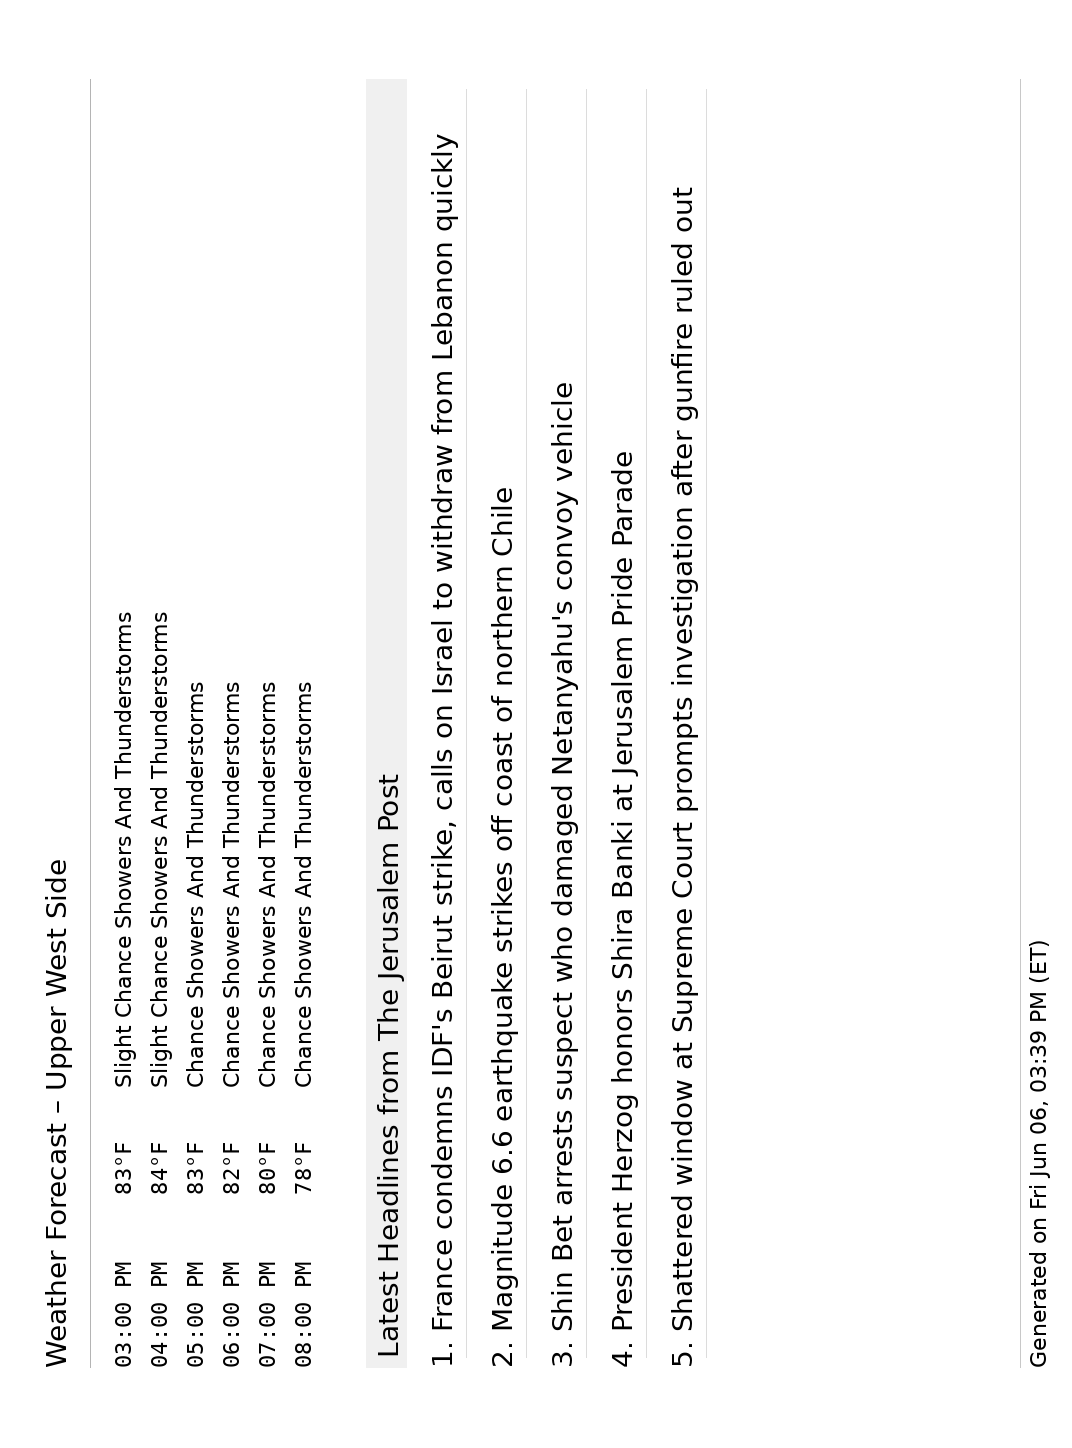 Weather Forecast – Upper West Side
03:00 PM 83°F Slight Chance Showers And Thunderstorms
04:00 PM 84°F Slight Chance Showers And Thunderstorms
05:00 PM 83°F Chance Showers And Thunderstorms
06:00 PM 82°F Chance Showers And Thunderstorms
07:00 PM 80°F Chance Showers And Thunderstorms
08:00 PM 78°F Chance Showers And Thunderstorms
Latest Headlines from The Jerusalem Post
1. France condemns IDF's Beirut strike, calls on Israel to withdraw from Lebanon quickly
2. Magnitude 6.6 earthquake strikes off coast of northern Chile
3. Shin Bet arrests suspect who damaged Netanyahu's convoy vehicle
4. President Herzog honors Shira Banki at Jerusalem Pride Parade
5. Shattered window at Supreme Court prompts investigation after gunfire ruled out
Generated on Fri Jun 06, 03:39 PM (ET)